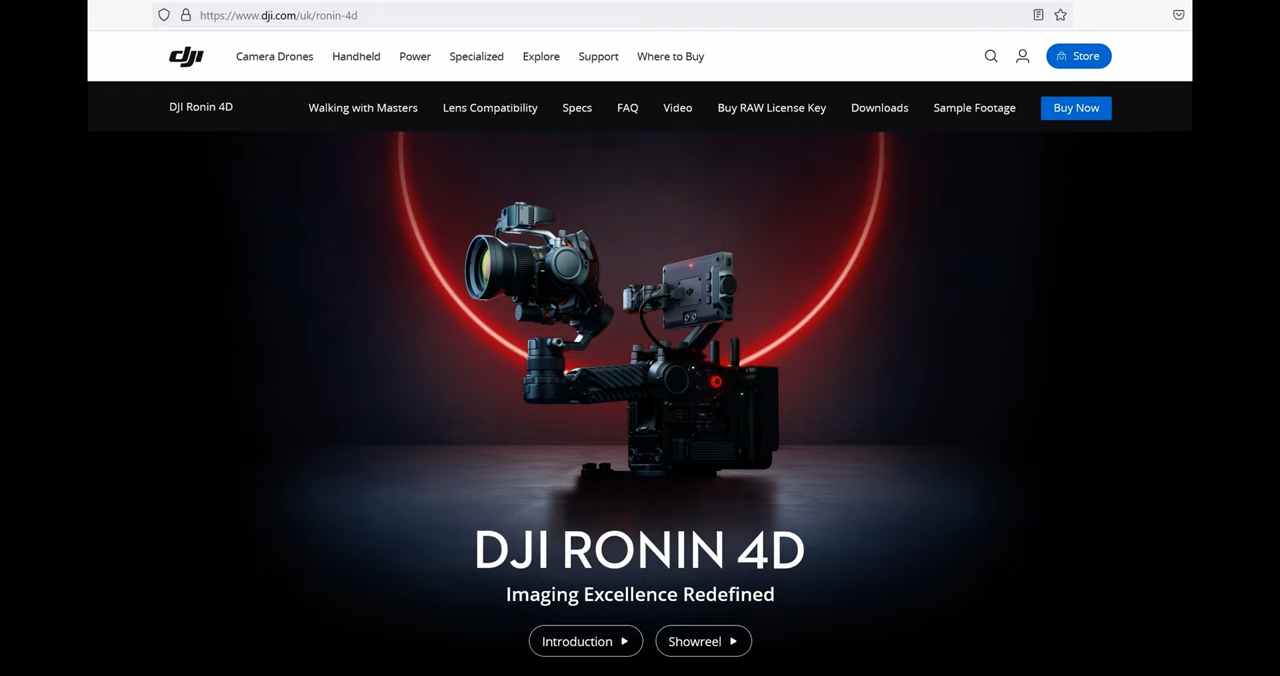 https://www.dji.com/uk/ronin-4d
dji
Camera Drones Handheld Power Specialized Explore Support Where to Buy Store
DJI Ronin 4D Walking with Masters Lens Compatibility Specs FAQ Video Buy RAW License Key Downloads Sample Footage Buy Now
DJI RONIN 4D
Imaging Excellence Redefined
Introduction Showreel